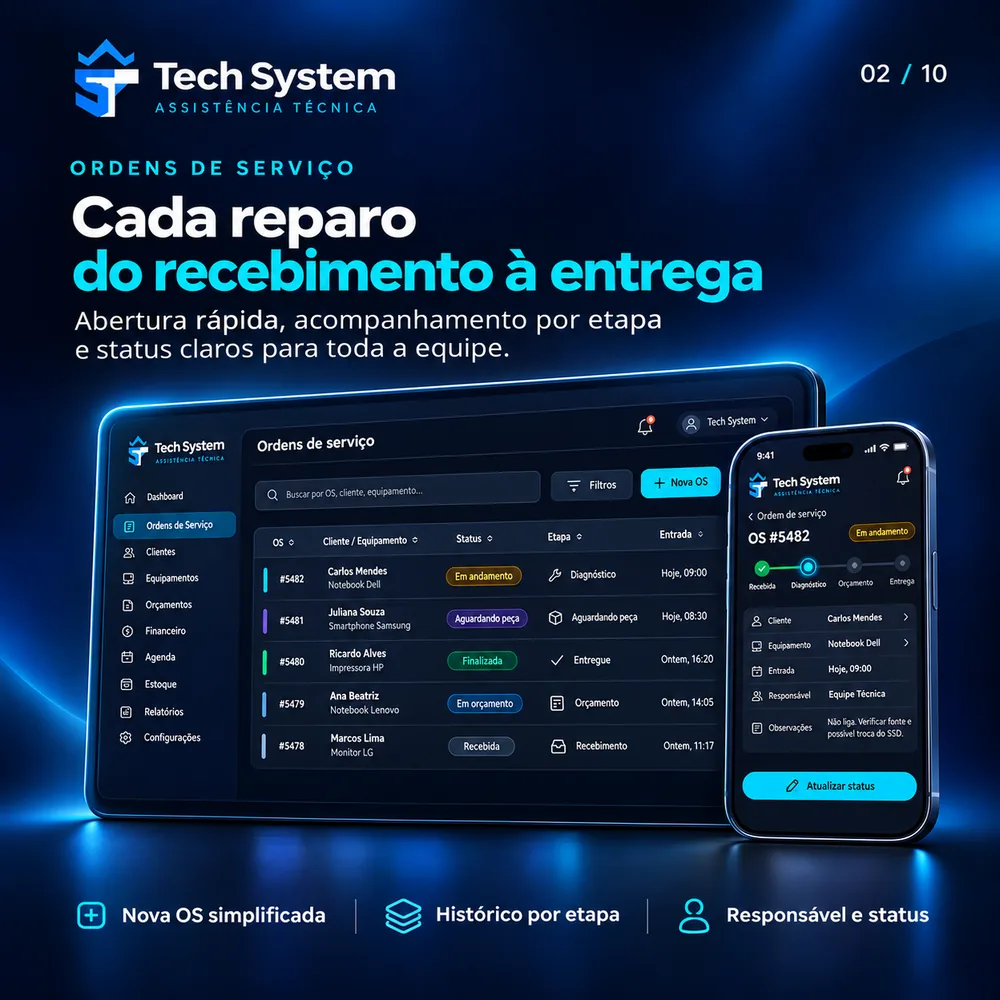 Tech System
ASSISTÊNCIA TÉCNICA
02 / 10
ORDENS DE SERVIÇO
Cada reparo
do recebimento à entrega
Abertura rápida, acompanhamento por etapa
e status claros para toda a equipe.
Tech System
ASSISTÊNCIA TÉCNICA
Dashboard
Ordens de Serviço
Clientes
Equipamentos
Orçamentos
Financeiro
Agenda
Estoque
Relatórios
Configurações
Ordens de serviço
Tech System
Buscar por OS, cliente, equipamento...
Filtros
+ Nova OS
OS Cliente / Equipamento Status Etapa Entrada
#5482 Carlos Mendes Em andamento Diagnóstico Hoje, 09:00
Notebook Dell
#5481 Juliana Souza Aguardando peça Aguardando peça Hoje, 08:30
Smartphone Samsung
#5480 Ricardo Alves Finalizada Entregue Ontem, 16:20
Impressora HP
#5479 Ana Beatriz Em orçamento Orçamento Ontem, 14:05
Notebook Lenovo
#5478 Marcos Lima Recebida Recebimento Ontem, 11:17
Monitor LG
9:41
Tech System
ASSISTÊNCIA TÉCNICA
Ordem de serviço
OS #5482 Em andamento
Recebida Diagnóstico Orçamento Entrega
Cliente Carlos Mendes
Equipamento Notebook Dell
Entrada Hoje, 09:00
Responsável Equipe Técnica
Observações Não liga. Verificar fonte e
possível troca do SSD.
Atualizar status
Nova OS simplificada
Histórico por etapa
Responsável e status